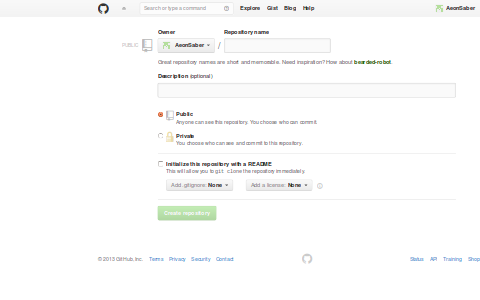 Search or type a command
Explore Gist Blog Help
AeonSaber
Owner Repository name
PUBLIC AeonSaber /
Great repository names are short and memorable. Need inspiration? How about bearded-robot.
Description (optional)
Public
Anyone can see this repository. You choose who can commit.
Private
You choose who can see and commit to this repository.
Initialize this repository with a README
This will allow you to git clone the repository immediately.
Add .gitignore: None Add a license: None
Create repository
© 2013 GitHub, Inc. Terms Privacy Security Contact
Status API Training Shop